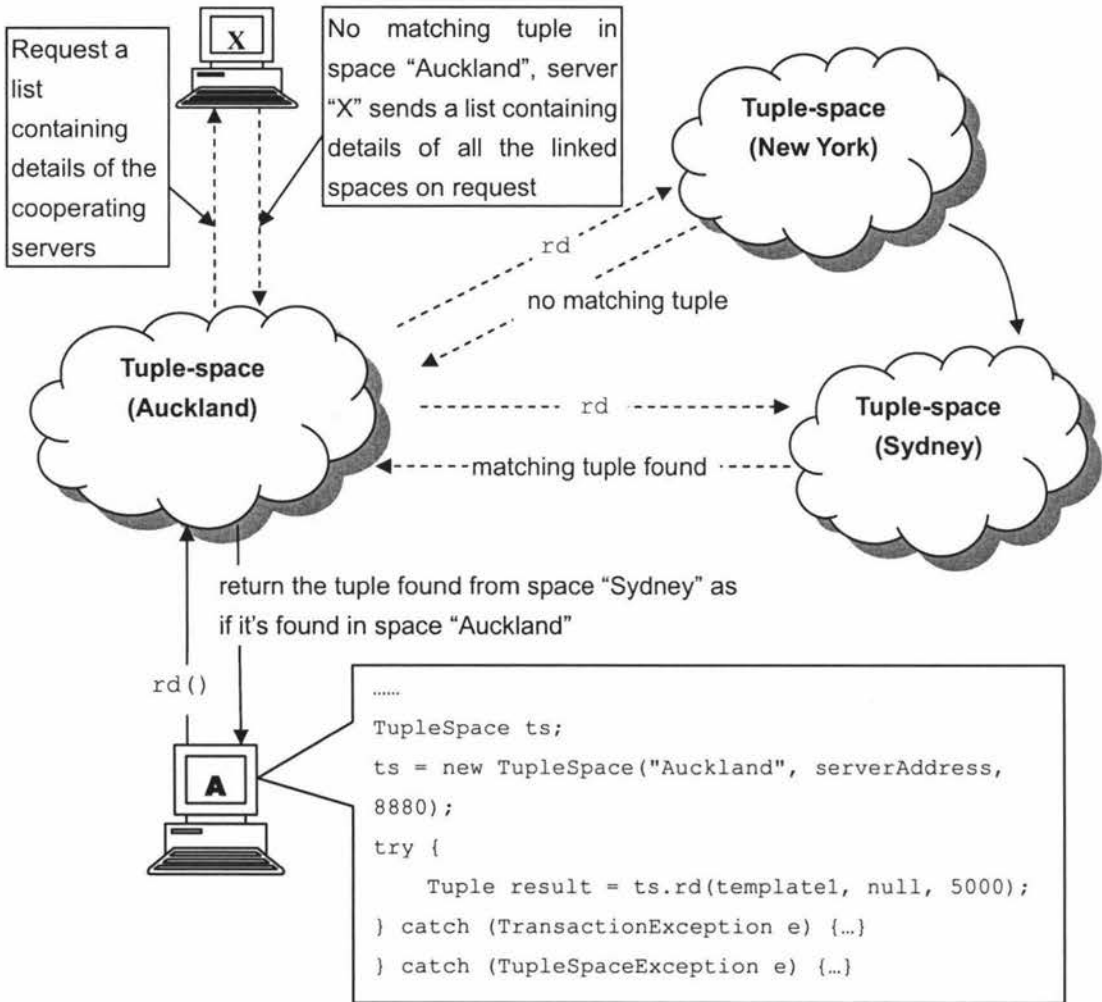 Request a
list
containing
details of the
cooperating
servers
X
No matching tuple in
space “Auckland”, server
“X” sends a list containing
details of all the linked
spaces on request
Tuple-space
(New York)
rd
no matching tuple
Tuple-space
(Auckland)
rd
Tuple-space
(Sydney)
matching tuple found
return the tuple found from space “Sydney” as
if it's found in space “Auckland”
rd()
A
......
TupleSpace ts;
ts = new TupleSpace("Auckland", serverAddress,
8880);
try {
Tuple result = ts.rd(template1, null, 5000);
} catch (TransactionException e) {…}
} catch (TupleSpaceException e) {…}